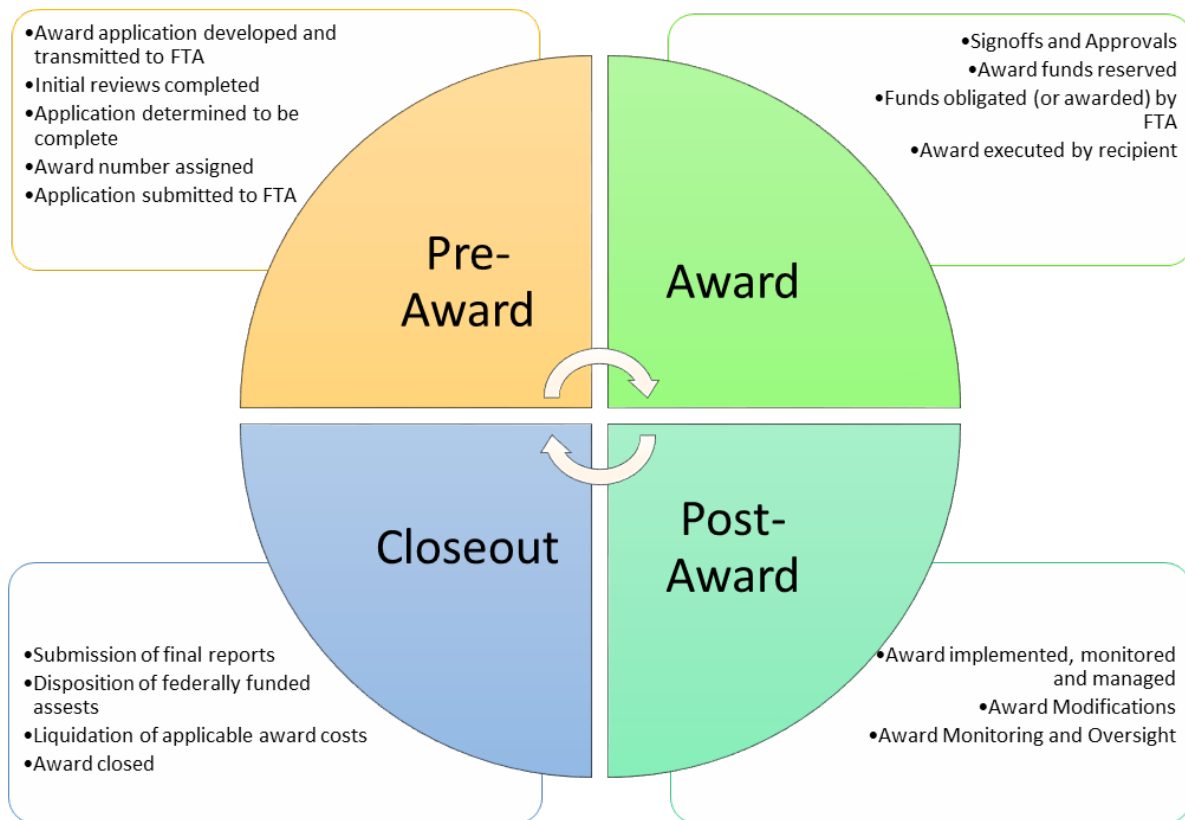 •Award application developed and
transmitted to FTA
•Initial reviews completed
•Application determined to be
complete
•Award number assigned
•Application submitted to FTA
Pre-
Award
•Signoffs and Approvals
•Award funds reserved
•Funds obligated (or awarded) by
FTA
•Award executed by recipient
Award
Closeout
•Submission of final reports
•Disposition of federally funded
assests
•Liquidation of applicable award costs
•Award closed
Post-
Award
•Award implemented, monitored
and managed
•Award Modifications
•Award Monitoring and Oversight